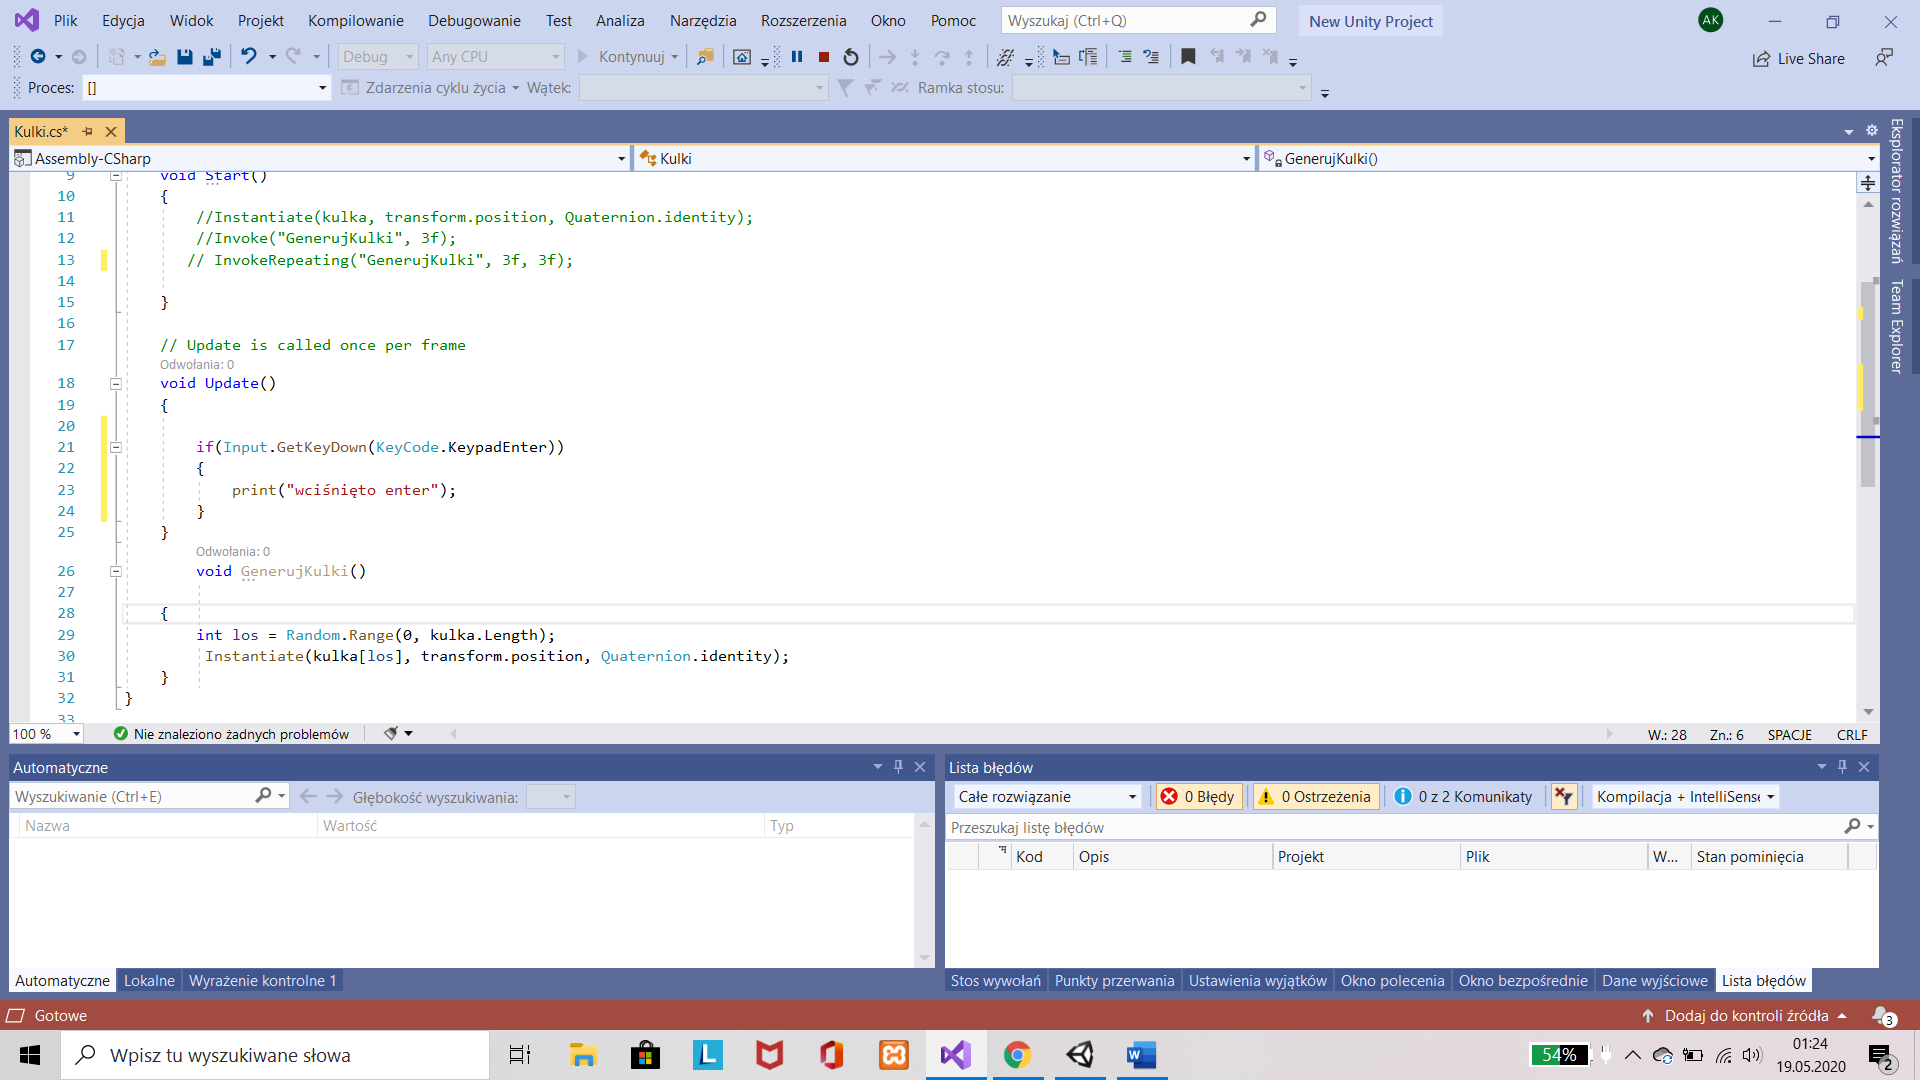 Plik Edycja Widok Projekt Kompilowanie Debugowanie Test Analiza Narzędzia Rozszerzenia Okno Pomoc Wyszukaj (Ctrl+Q) New Unity Project AK
Debug Any CPU Kontynuuj Live Share
Proces: [] Zdarzenia cyklu życia Wątek: Ramka stosu:
Kulki.cs*
Assembly-CSharp Kulki GenerujKulki()
9 void Start()
10 {
11 //Instantiate(kulka, transform.position, Quaternion.identity);
12 //Invoke("GenerujKulki", 3f);
13 // InvokeRepeating("GenerujKulki", 3f, 3f);
14
15 }
16
17 // Update is called once per frame
Odwołania: 0
18 void Update()
19 {
20
21 if(Input.GetKeyDown(KeyCode.KeypadEnter))
22 {
23 print("wciśnięto enter");
24 }
25 }
Odwołania: 0
26 void GenerujKulki()
27
28 {
29 int los = Random.Range(0, kulka.Length);
30 Instantiate(kulka[los], transform.position, Quaternion.identity);
31 }
32 }
33
Eksplorator rozwiązań
Team Explorer
100 % Nie znaleziono żadnych problemów W.: 28 Zn.: 6 SPACJE CRLF
Automatyczne
Wyszukiwanie (Ctrl+E) Głębokość wyszukiwania:
Nazwa Wartość Typ
Automatyczne Lokalne Wyrażenie kontrolne 1
Lista błędów
Całe rozwiązanie 0 Błędy 0 Ostrzeżenia 0 z 2 Komunikaty Kompilacja + IntelliSense
Przeszukaj listę błędów
Kod Opis Projekt Plik W... Stan pominięcia
Stos wywołań Punkty przerwania Ustawienia wyjątków Okno polecenia Okno bezpośrednie Dane wyjściowe Lista błędów
Gotowe Dodaj do kontroli źródła 3
Wpisz tu wyszukiwane słowa 54% 01:24
19.05.2020 2